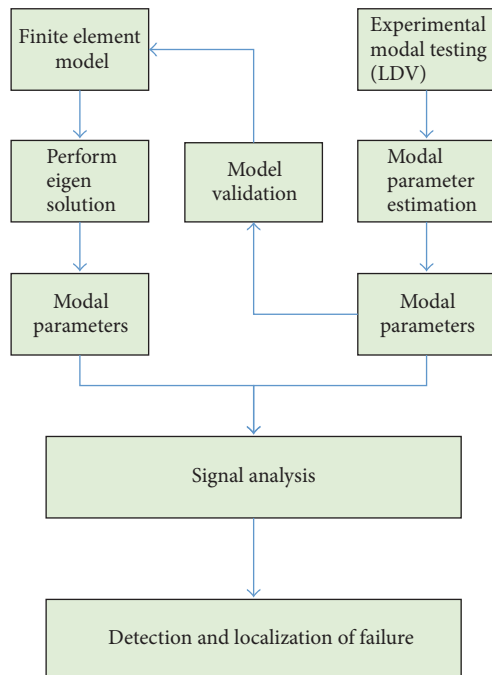 Finite element
model
Experimental
modal testing
(LDV)
Perform
eigen
solution
Model
validation
Modal
parameter
estimation
Modal
parameters
Modal
parameters
Signal analysis
Detection and localization of failure